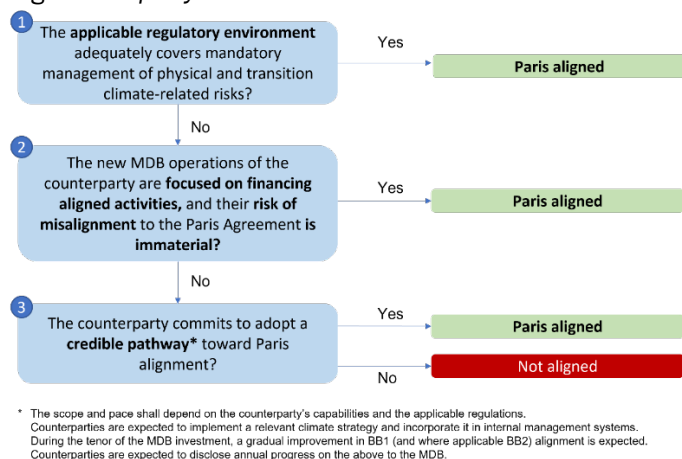 1
The applicable regulatory environment
adequately covers mandatory
management of physical and transition
climate-related risks?
Yes
Paris aligned
No
2
The new MDB operations of the
counterparty are focused on financing
aligned activities, and their risk of
misalignment to the Paris Agreement is
immaterial?
Yes
Paris aligned
No
3
The counterparty commits to adopt a
credible pathway* toward Paris
alignment?
Yes
Paris aligned
No
Not aligned
* The scope and pace shall depend on the counterparty's capabilities and the applicable regulations.
Counterparties are expected to implement a relevant climate strategy and incorporate it in internal management systems.
During the tenor of the MDB investment, a gradual improvement in BB1 (and where applicable BB2) alignment is expected.
Counterparties are expected to disclose annual progress on the above to the MDB.